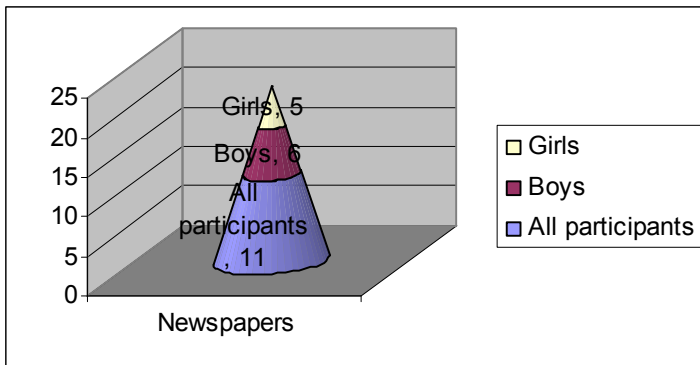 25
20
15
10
5
0
Girls, 5
Boys, 6
All
participants
, 11
Newspapers
Girls
Boys
All participants